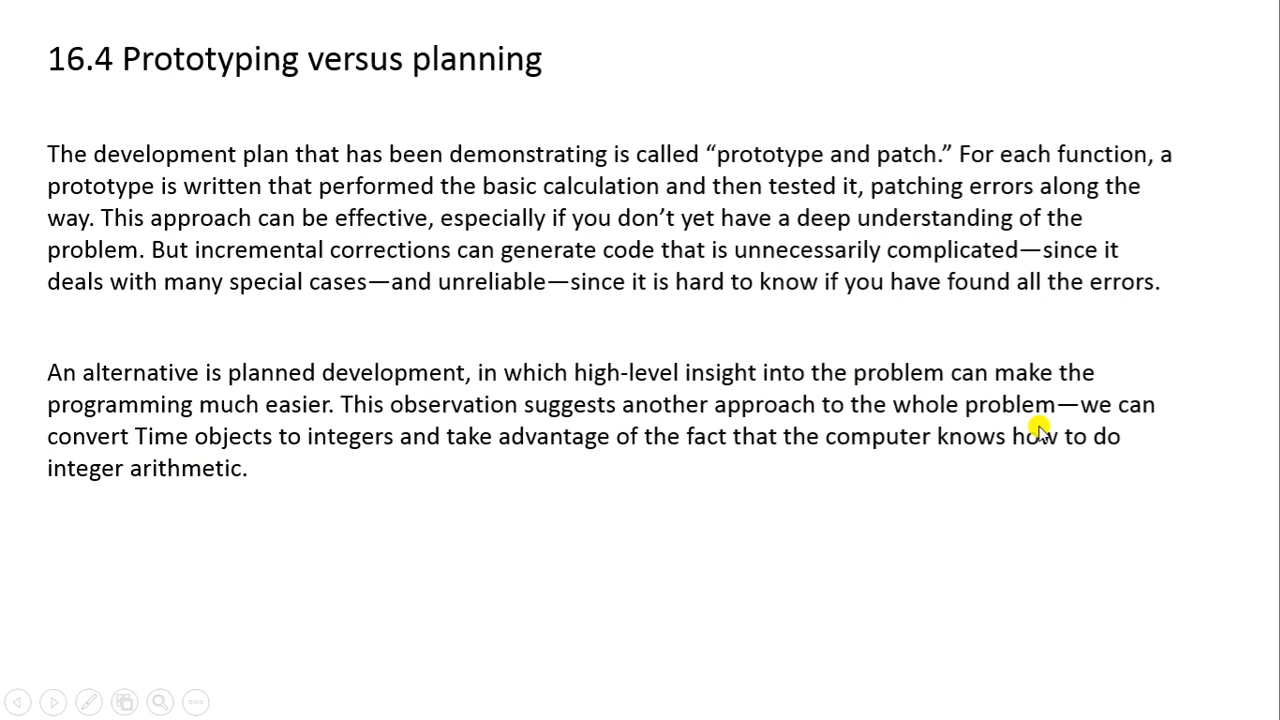 16.4 Prototyping versus planning
The development plan that has been demonstrating is called “prototype and patch.” For each function, a
prototype is written that performed the basic calculation and then tested it, patching errors along the
way. This approach can be effective, especially if you don’t yet have a deep understanding of the
problem. But incremental corrections can generate code that is unnecessarily complicated—since it
deals with many special cases—and unreliable—since it is hard to know if you have found all the errors.
An alternative is planned development, in which high-level insight into the problem can make the
programming much easier. This observation suggests another approach to the whole problem—we can
convert Time objects to integers and take advantage of the fact that the computer knows how to do
integer arithmetic.